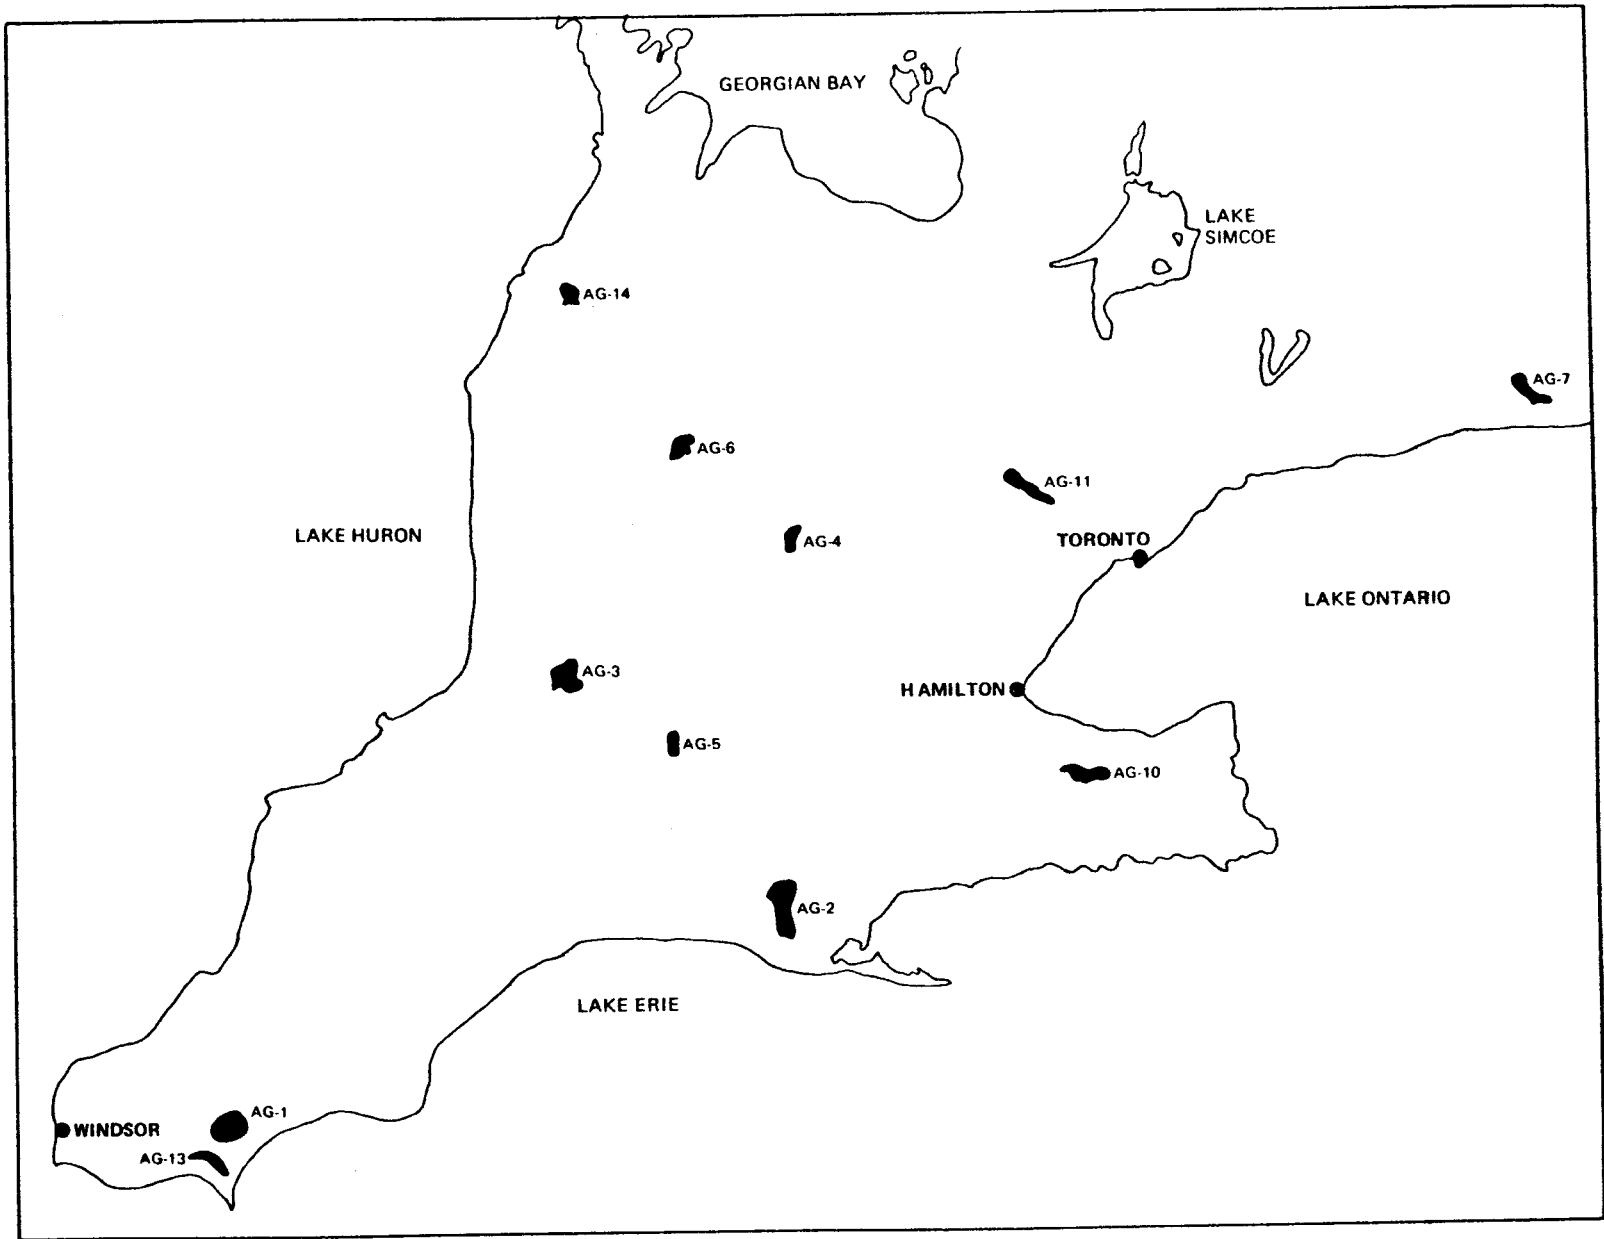 GEORGIAN BAY
LAKE
SIMCOE
AG-14
AG-7
AG-6
AG-11
LAKE HURON
AG-4
TORONTO
LAKE ONTARIO
AG-3
HAMILTON
AG-5
AG-10
AG-2
LAKE ERIE
AG-1
WINDSOR
AG-13